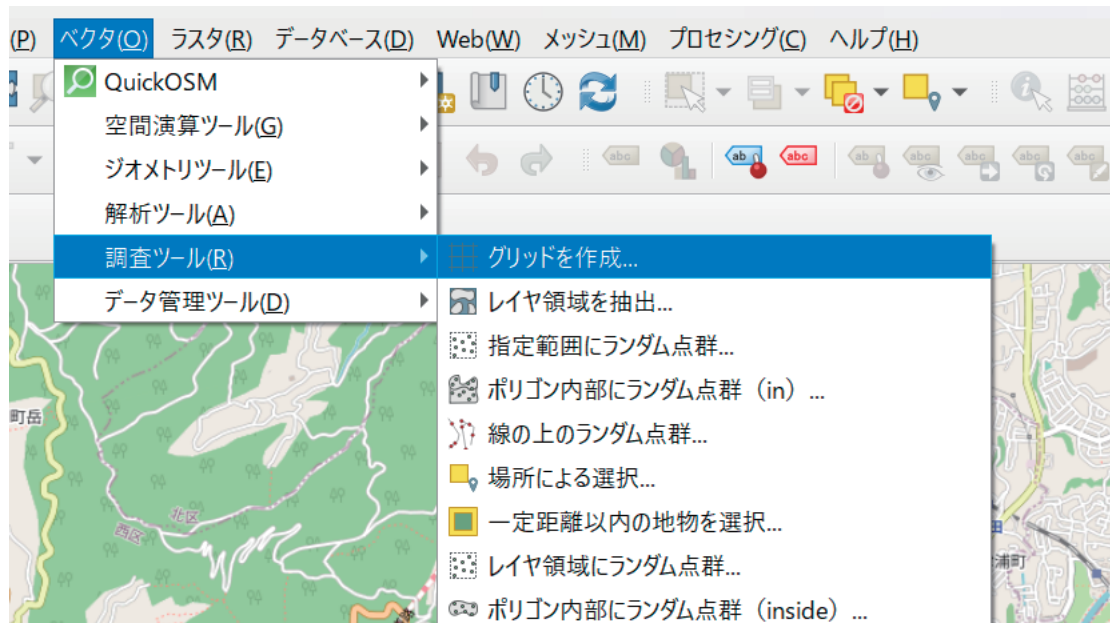 (P) ベクタ(O) ラスタ(R) データベース(D) Web(W) メッシュ(M) プロセシング(C) ヘルプ(H)
QuickOSM
空間演算ツール(G)
ジオメトリツール(E)
解析ツール(A)
調査ツール(R)
データ管理ツール(D)
abc
ab
abc
ab
abc
abc
abc
abc
グリッドを作成...
レイヤ領域を抽出...
指定範囲にランダム点群...
ポリゴン内部にランダム点群（in）...
線の上のランダム点群...
場所による選択...
一定距離以内の地物を選択...
レイヤ領域にランダム点群...
ポリゴン内部にランダム点群（inside）...
町岳
北区
西区
浦町